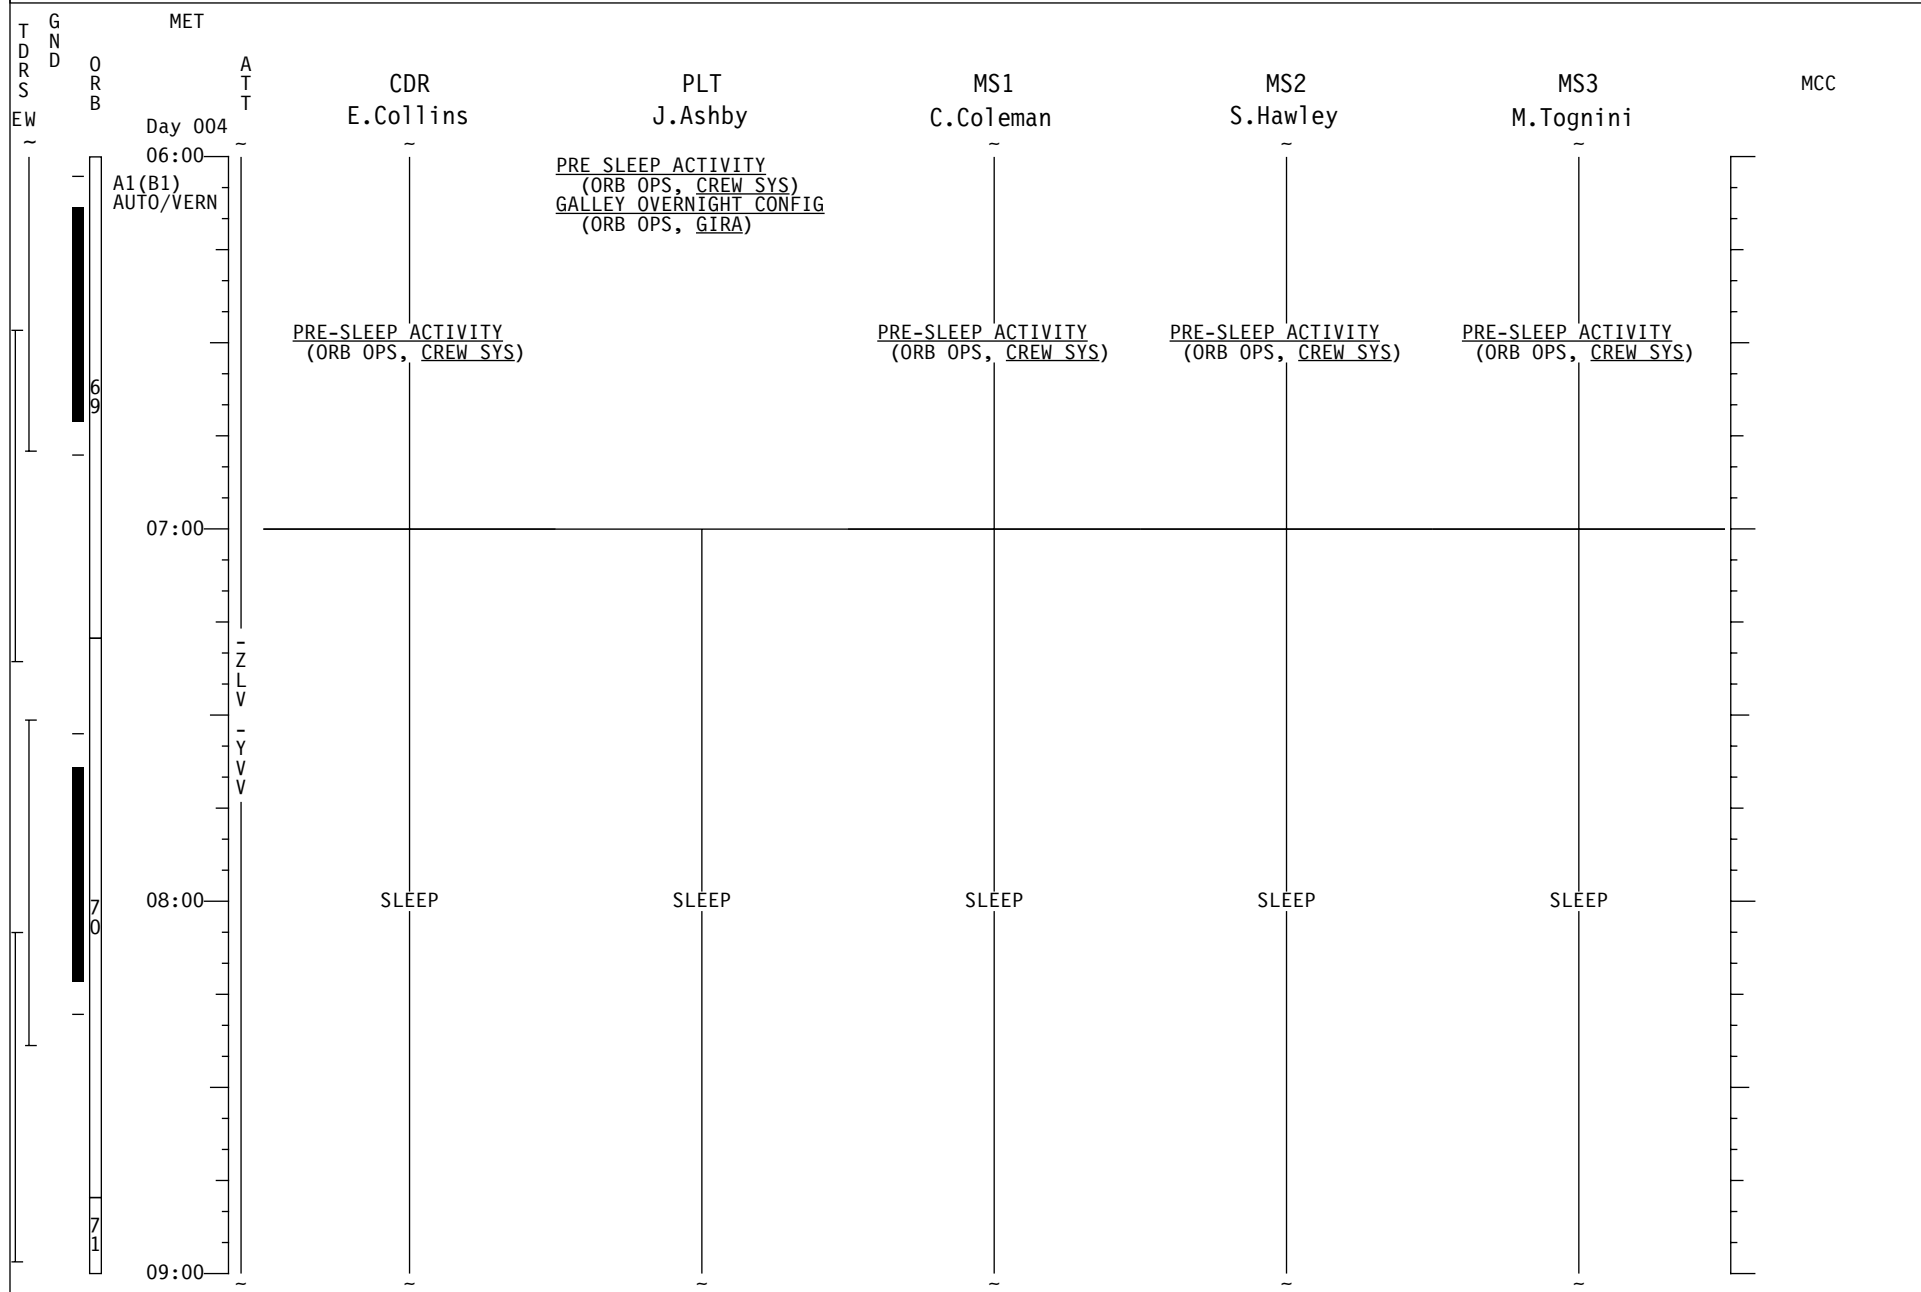 TDRS
GND
EW
ORB
MET
ATT
CDR
E.Collins
PLT
J.Ashby
MS1
C.Coleman
MS2
S.Hawley
MS3
M.Tognini
MCC
Day 004
~ ~ ~ ~ ~ ~
06:00
A1(B1)
AUTO/VERN
PRE SLEEP ACTIVITY
(ORB OPS, CREW SYS)
GALLEY OVERNIGHT CONFIG
(ORB OPS, GIRA)
PRE-SLEEP ACTIVITY
(ORB OPS, CREW SYS)
PRE-SLEEP ACTIVITY
(ORB OPS, CREW SYS)
PRE-SLEEP ACTIVITY
(ORB OPS, CREW SYS)
PRE-SLEEP ACTIVITY
(ORB OPS, CREW SYS)
69
07:00
-ZLV -YVV
70
08:00
SLEEP
SLEEP
SLEEP
SLEEP
SLEEP
71
09:00
~ ~ ~ ~ ~ ~